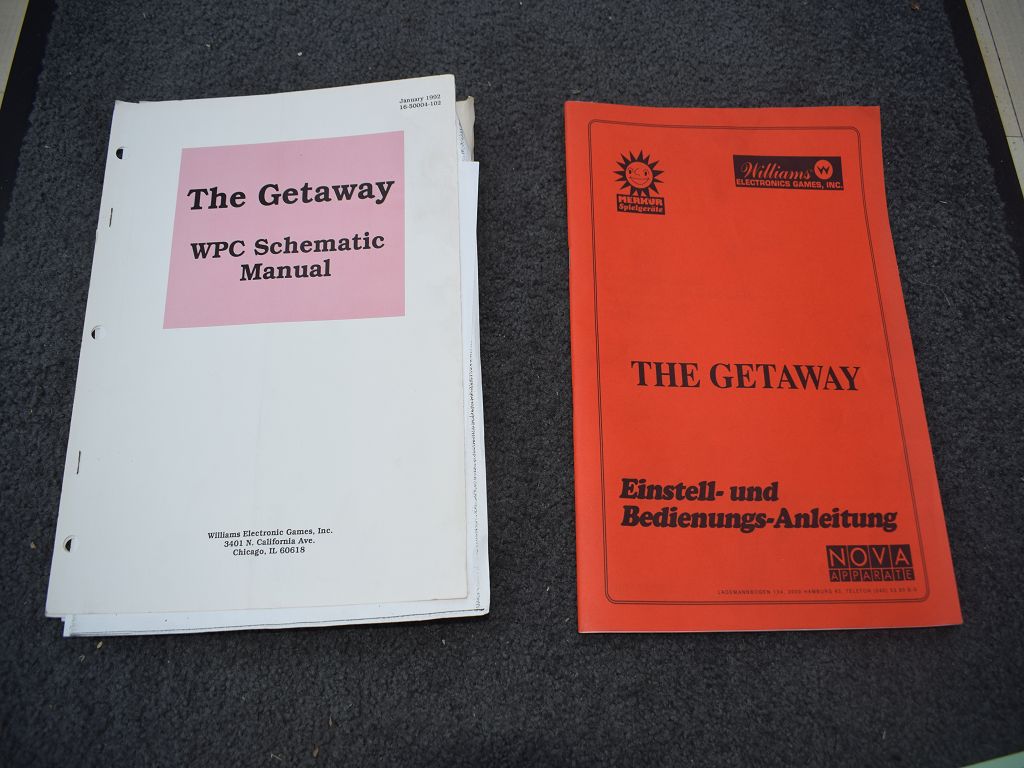 January 1992
16-50004-102
The Getaway
WPC Schematic
Manual
Williams Electronic Games, Inc.
3401 N. California Ave.
Chicago, IL 60618
MERKUR
Spielgeräte
Williams W
ELECTRONICS GAMES, INC.
THE GETAWAY
Einstell- und
Bedienungs-Anleitung
NOVA
APPARATE
HAMBURG